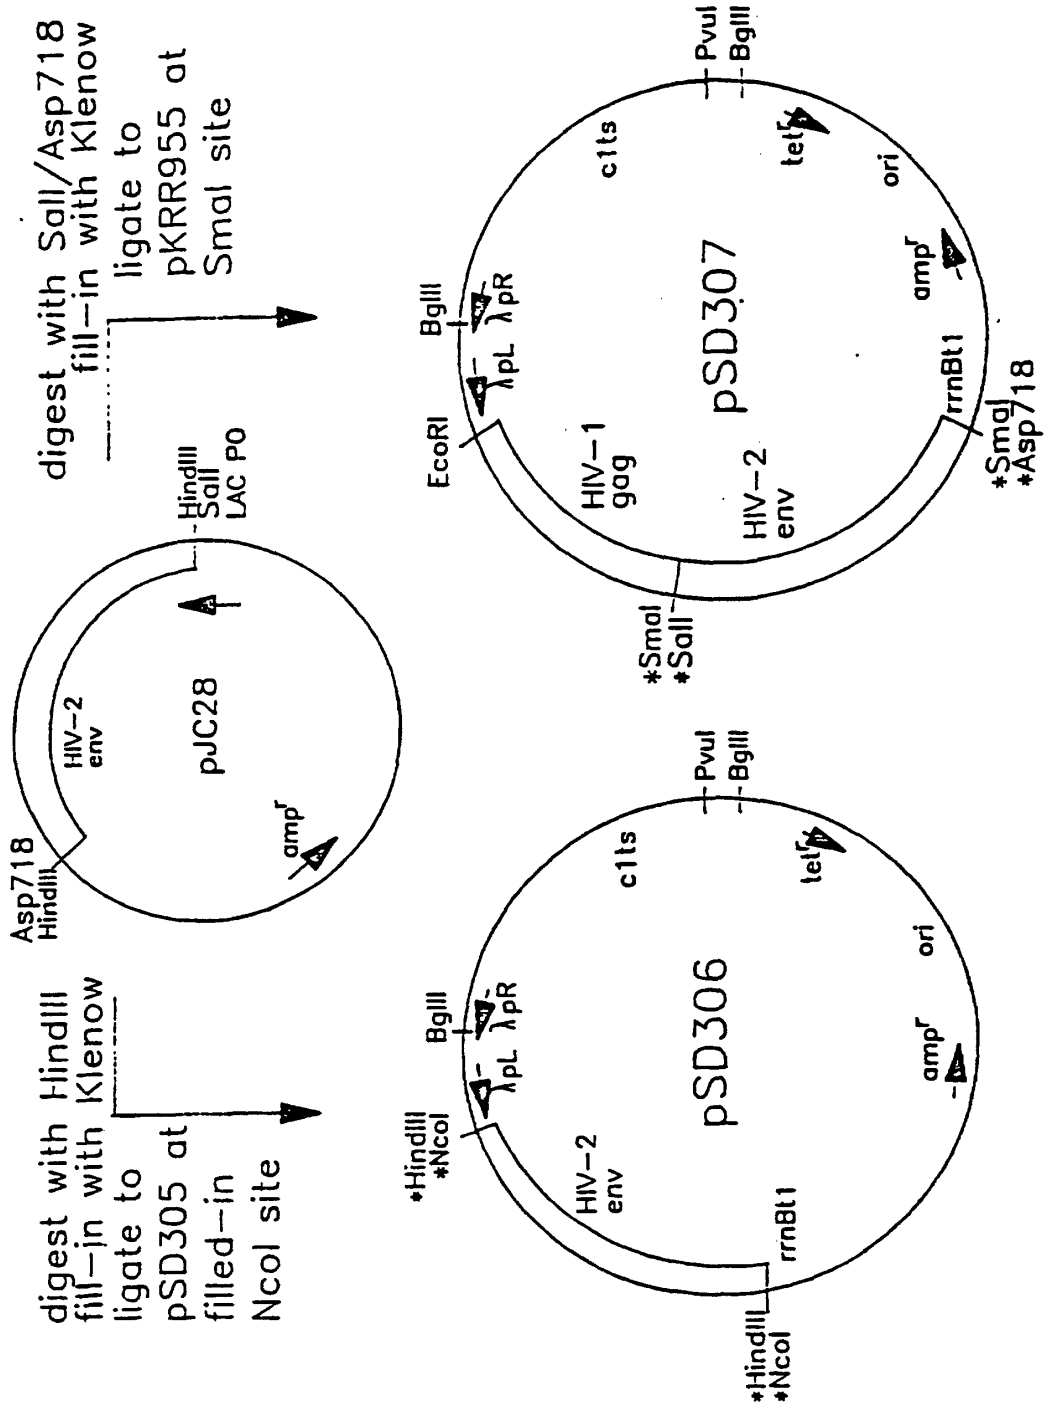 digest with HindIII
fill-in with Klenow
ligate to
pSD305 at
filled-in
NcoI site
digest with SalI/Asp718
fill-in with Klenow
ligate to
pKRR955 at
SmaI site
Asp718
HindIII
HIV-2
env
HindIII
SalI
LAC PO
pJC28
ampr
*HindIII
*NcoI
BglII
λpL
λpR
HIV-2
env
c1ts
PvuI
BglII
pSD306
tetr
ori
ampr
rrnBt1
*HindIII
*NcoI
EcoRI
BglII
λpL
λpR
HIV-1
gag
c1ts
PvuI
BglII
pSD307
HIV-2
env
*SmaI
*SalI
tetr
ori
ampr
rrnBt1
*SmaI
*Asp718